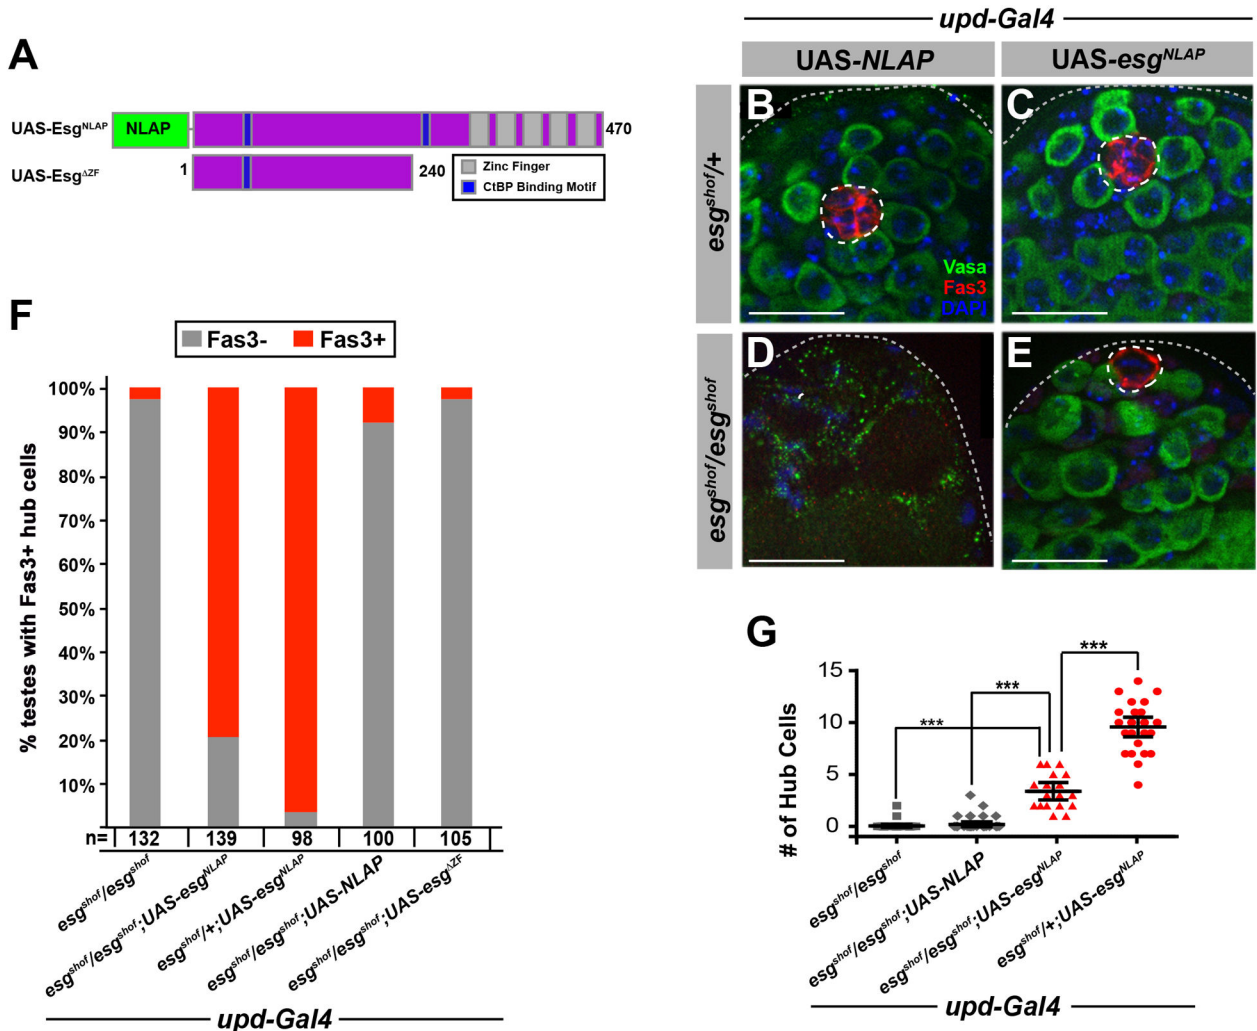 A
UAS-Esg^NLAP
NLAP
470
UAS-Esg^ΔZF
1
240
Zinc Finger
CtBP Binding Motif
upd-Gal4
UAS-NLAP
UAS-esg^NLAP
esg^shof/+
B
Vasa
Fas3
DAPI
C
esg^shof/esg^shof
D
E
F
Fas3-
Fas3+
% testes with Fas3+ hub cells
100%
90%
80%
70%
60%
50%
40%
30%
20%
10%
n= 132 139 98 100 105
esg^shof/esg^shof
esg^shof/esg^shof;UAS-esg^NLAP
esg^shof/+;UAS-esg^NLAP
esg^shof/esg^shof;UAS-NLAP
esg^shof/esg^shof;UAS-esg^ΔZF
upd-Gal4
G
# of Hub Cells
15
10
5
0
***
***
***
esg^shof/esg^shof
esg^shof/esg^shof;UAS-NLAP
esg^shof/esg^shof;UAS-esg^NLAP
esg^shof/+;UAS-esg^NLAP
upd-Gal4